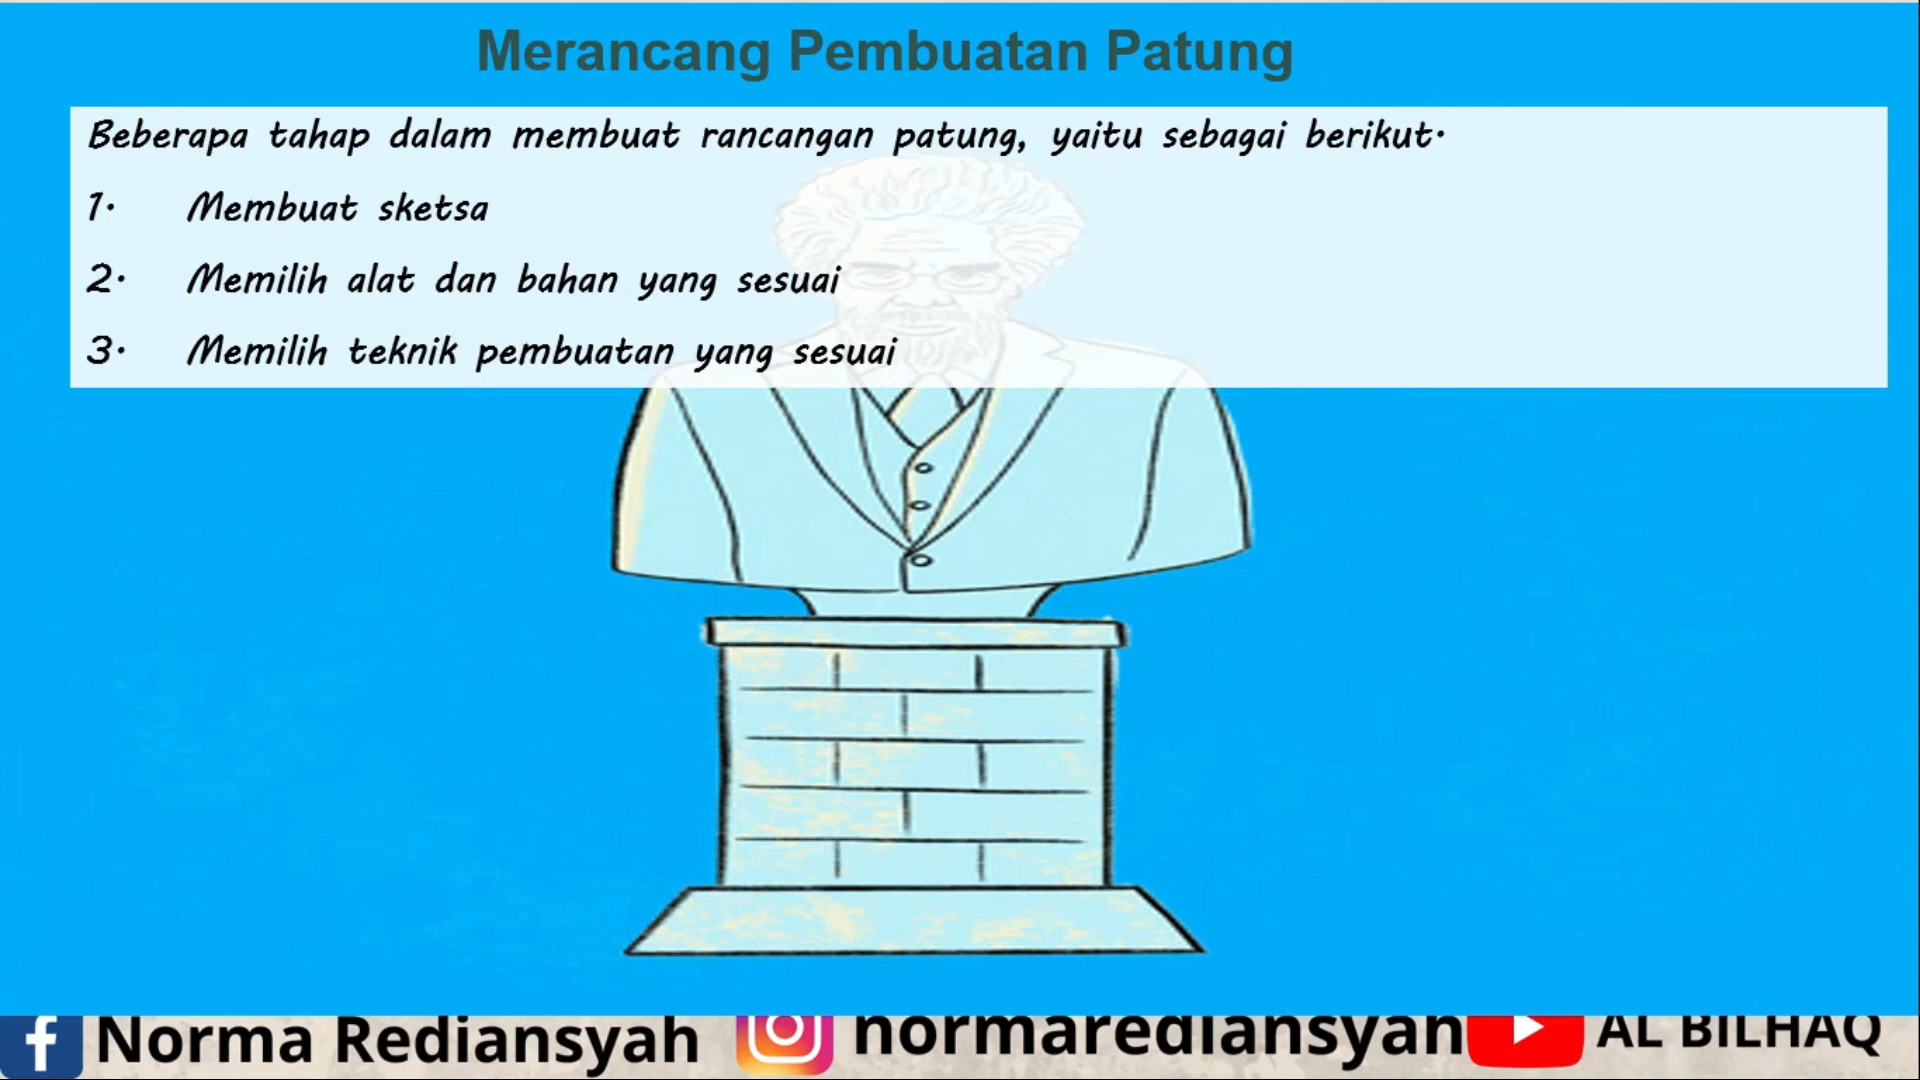 Merancang Pembuatan Patung
Beberapa tahap dalam membuat rancangan patung, yaitu sebagai berikut.
1. Membuat sketsa
2. Memilih alat dan bahan yang sesuai
3. Memilih teknik pembuatan yang sesuai
Norma Rediansyah normarediansyah AL BILHAQ